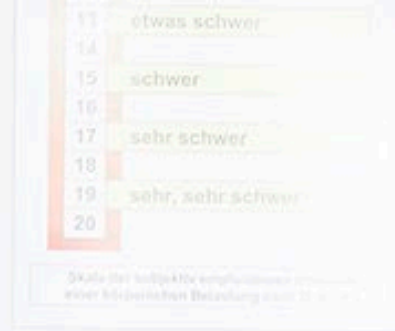 13 etwas schwer
14
15 schwer
16
17 sehr schwer
18
19 sehr, sehr schwer
20
Skala der subjektiv empfundenen
einer körperlichen Belastung nach